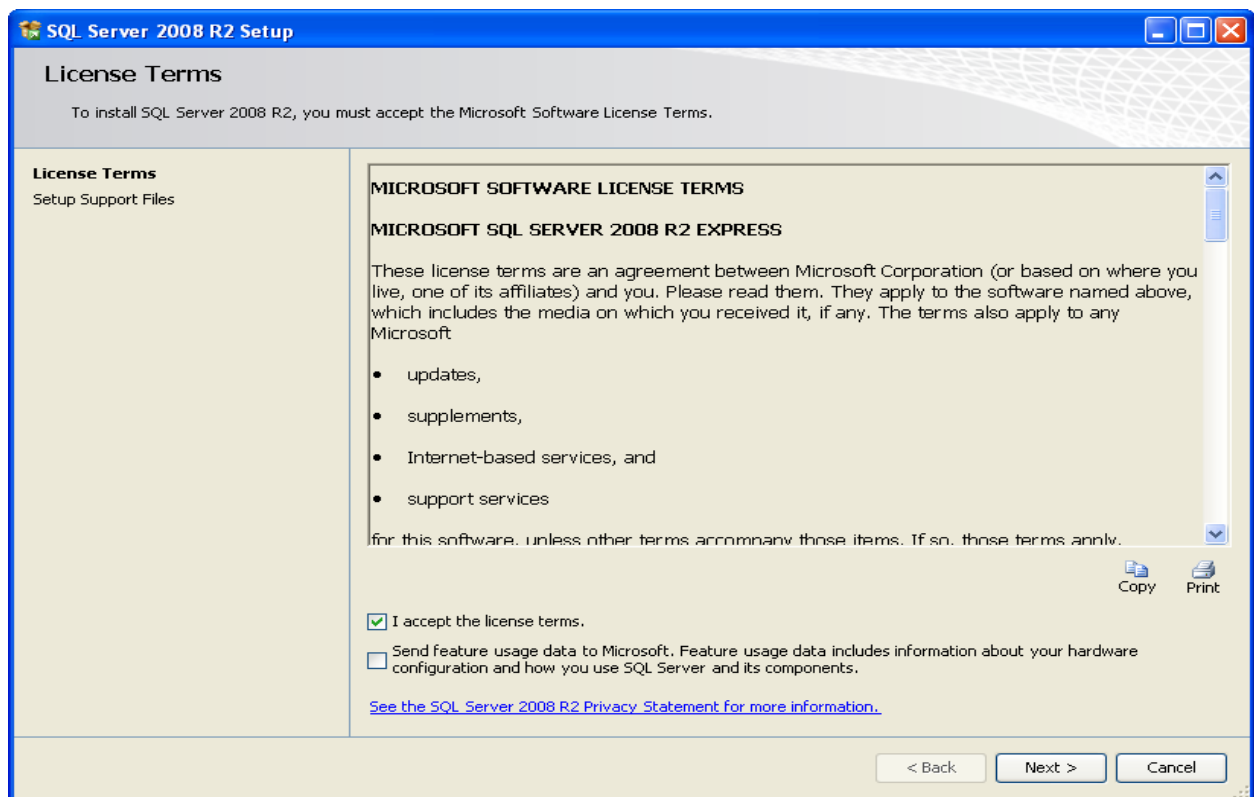 SQL Server 2008 R2 Setup
License Terms
To install SQL Server 2008 R2, you must accept the Microsoft Software License Terms.
License Terms
Setup Support Files
MICROSOFT SOFTWARE LICENSE TERMS
MICROSOFT SQL SERVER 2008 R2 EXPRESS
These license terms are an agreement between Microsoft Corporation (or based on where you
live, one of its affiliates) and you. Please read them. They apply to the software named above,
which includes the media on which you received it, if any. The terms also apply to any
Microsoft
• updates,
• supplements,
• Internet-based services, and
• support services
for this software, unless other terms accompany those items. If so, those terms apply.
Copy Print
I accept the license terms.
Send feature usage data to Microsoft. Feature usage data includes information about your hardware
configuration and how you use SQL Server and its components.
See the SQL Server 2008 R2 Privacy Statement for more information.
< Back Next > Cancel